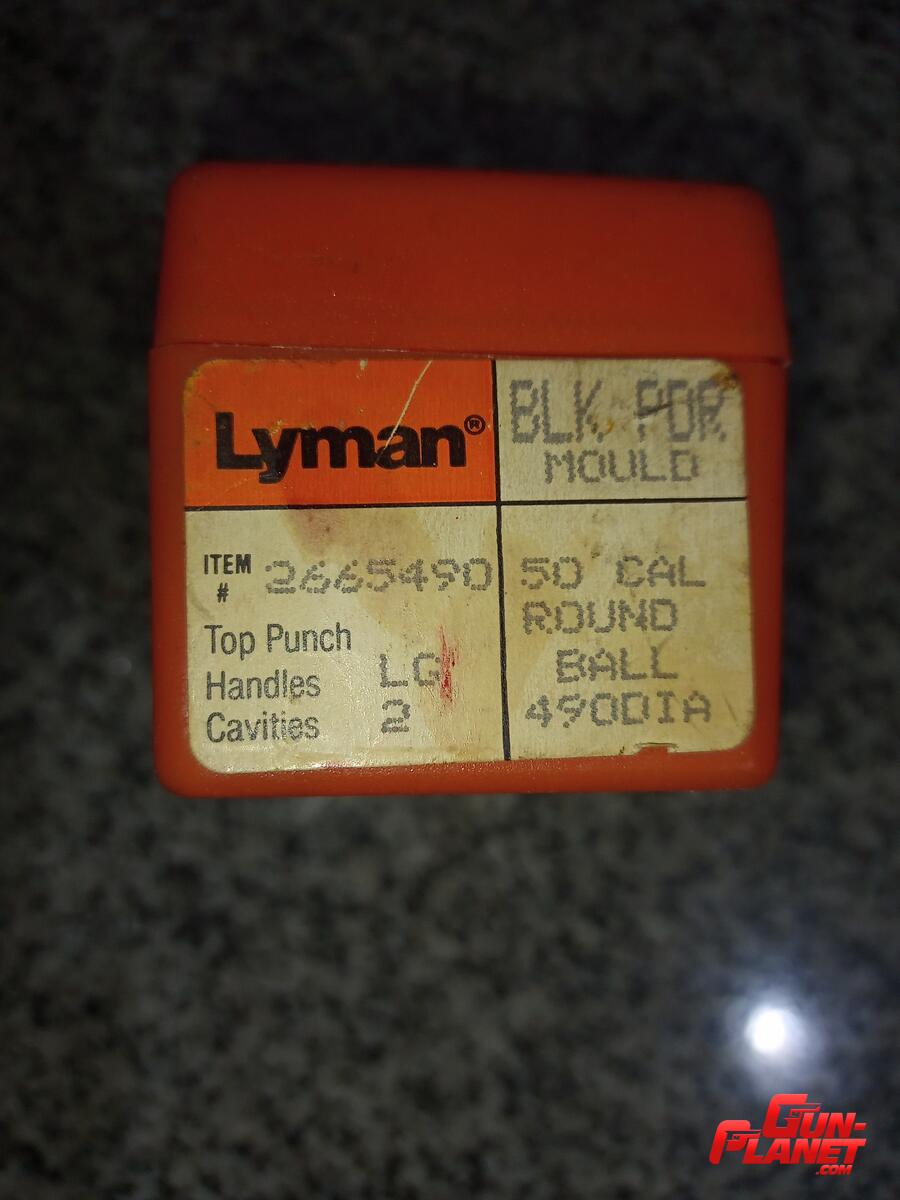 Lyman®
BLK PDR
MOULD
ITEM # 2665490
Top Punch
Handles LG
Cavities 2
50 CAL
ROUND
BALL
490DIA
GUN-
PLANET
.COM